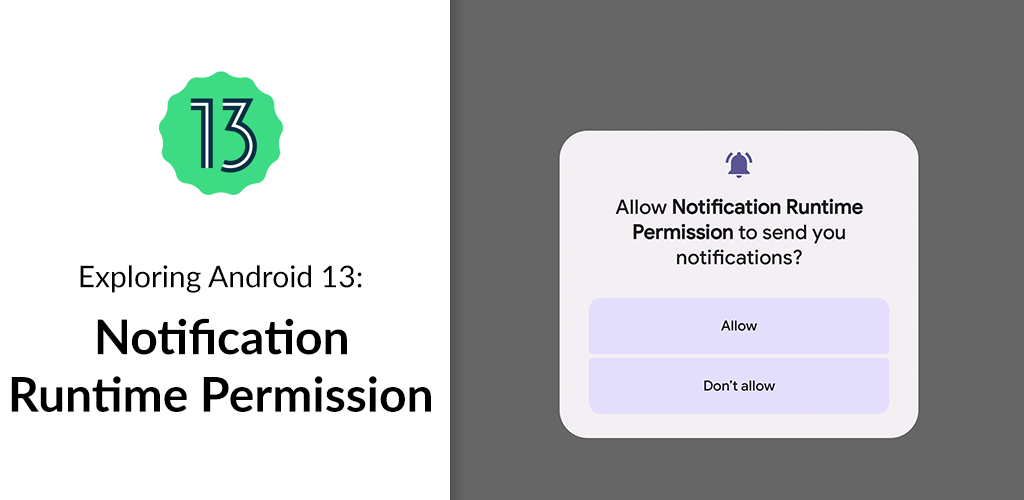 13
Exploring Android 13:
Notification
Runtime Permission
Allow Notification Runtime
Permission to send you
notifications?
Allow
Don't allow